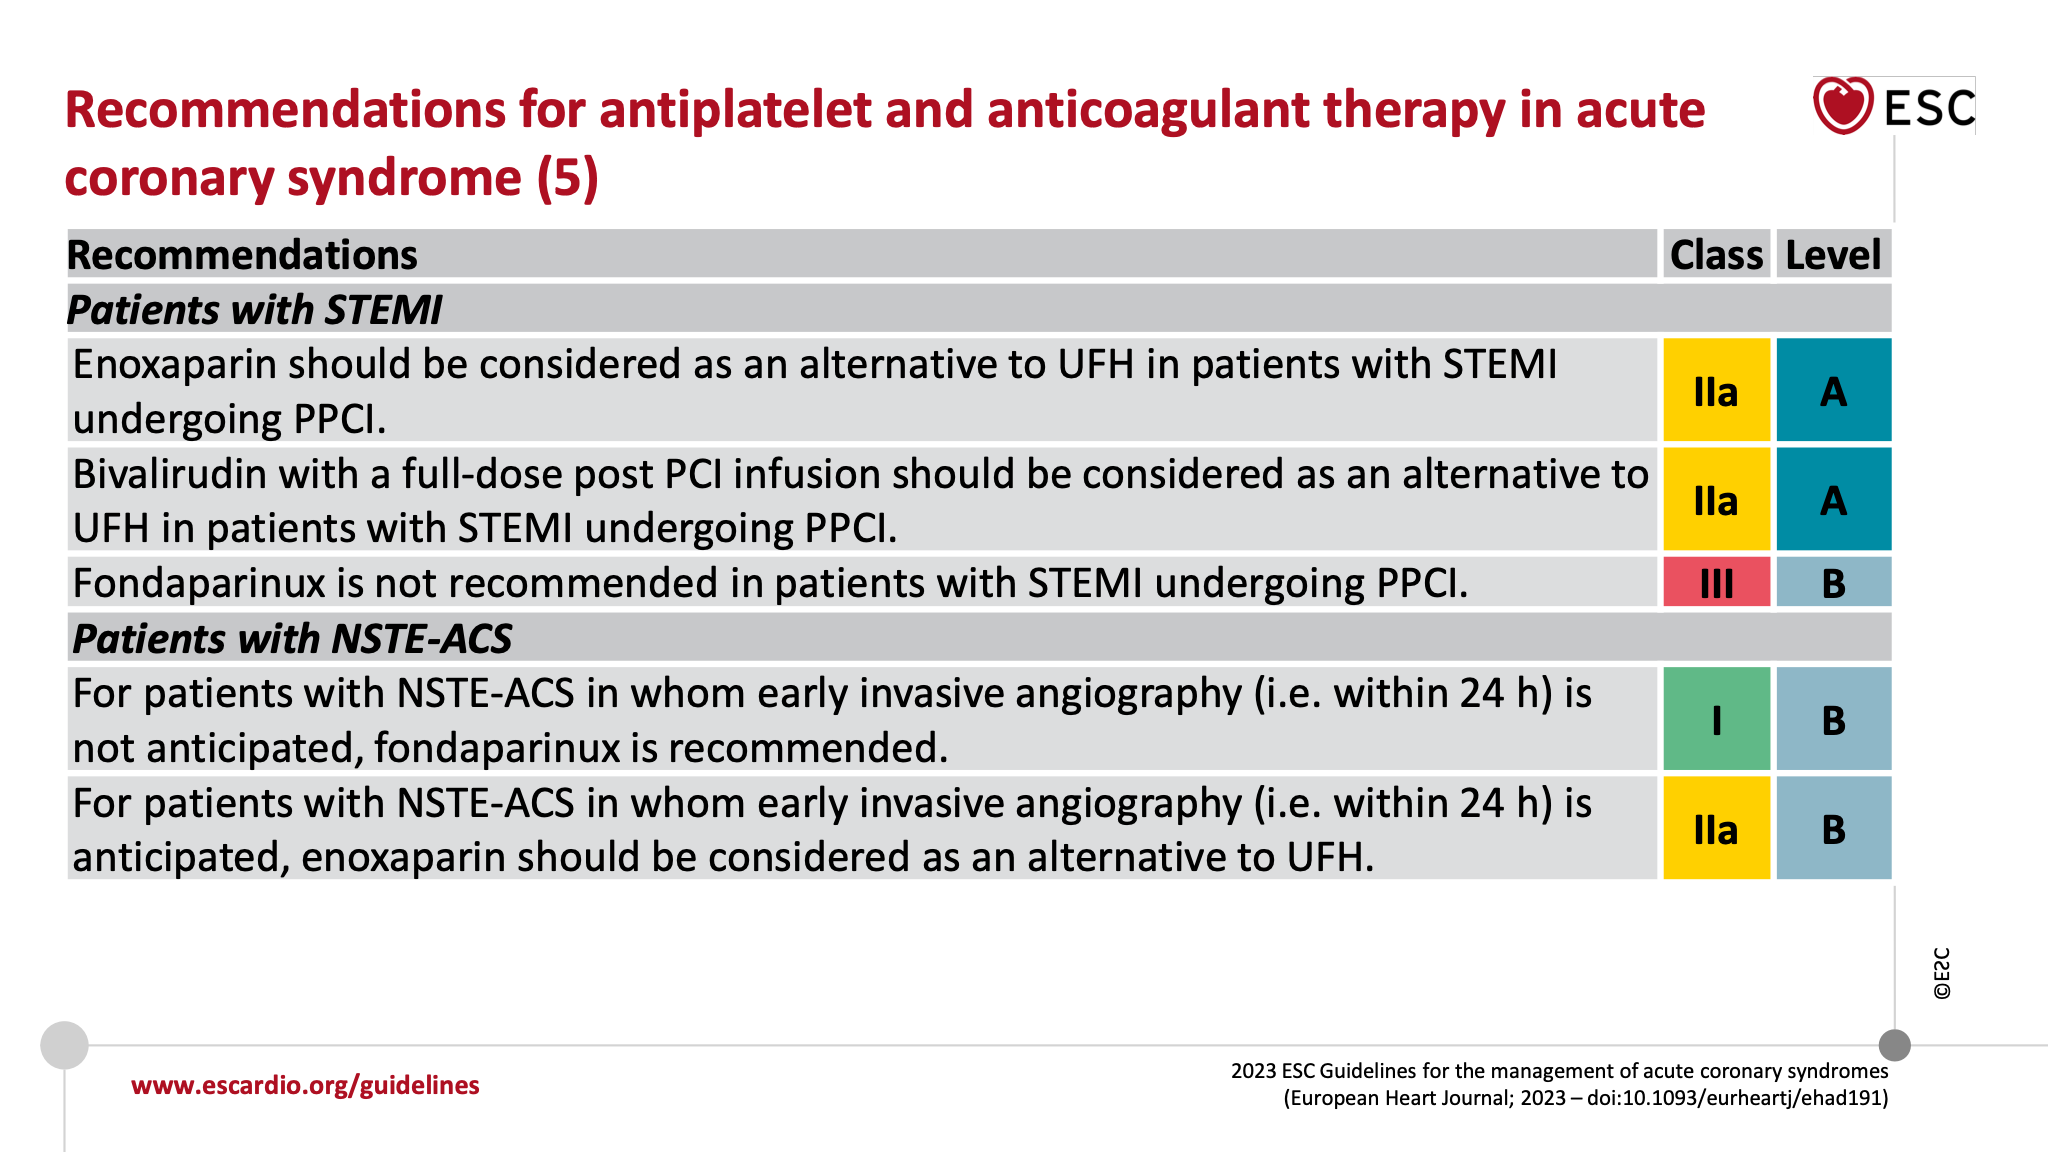 Recommendations for antiplatelet and anticoagulant therapy in acute
coronary syndrome (5)
ESC
Recommendations Class Level
Patients with STEMI
Enoxaparin should be considered as an alternative to UFH in patients with STEMI
undergoing PPCI.
IIa A
Bivalirudin with a full-dose post PCI infusion should be considered as an alternative to
UFH in patients with STEMI undergoing PPCI.
IIa A
Fondaparinux is not recommended in patients with STEMI undergoing PPCI. III B
Patients with NSTE-ACS
For patients with NSTE-ACS in whom early invasive angiography (i.e. within 24 h) is
not anticipated, fondaparinux is recommended.
I B
For patients with NSTE-ACS in whom early invasive angiography (i.e. within 24 h) is
anticipated, enoxaparin should be considered as an alternative to UFH.
IIa B
©ESC
www.escardio.org/guidelines
2023 ESC Guidelines for the management of acute coronary syndromes
(European Heart Journal; 2023 – doi:10.1093/eurheartj/ehad191)